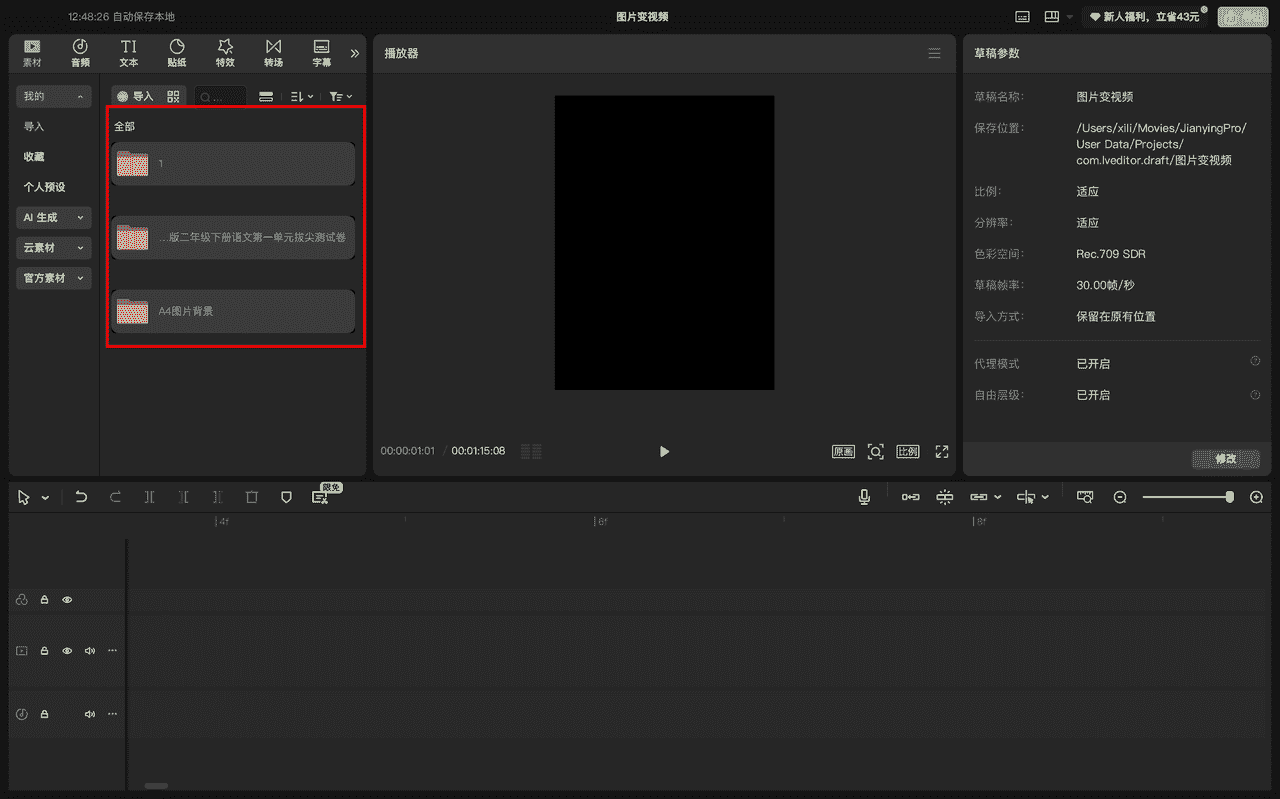 12:48:26 自动保存本地
图片变视频
新人福利，立省43元
素材
音频
文本
贴纸
特效
转场
字幕
我的
导入
收藏
个人预设
AI 生成
云素材
官方素材
导入
...
全部
1
...版二年级下册语文第一单元拔尖测试卷
A4图片背景
播放器
00:00:01:01 / 00:01:15:08
原画
比例
草稿参数
草稿名称：
图片变视频
保存位置：
/Users/xili/Movies/JianyingPro/
User Data/Projects/
com.lveditor.draft/图片变视频
比例：
适应
分辨率：
适应
色彩空间：
Rec.709 SDR
草稿帧率：
30.00帧/秒
导入方式：
保留在原有位置
代理模式
已开启
自由层级：
已开启
修改
限免
4f
6f
8f